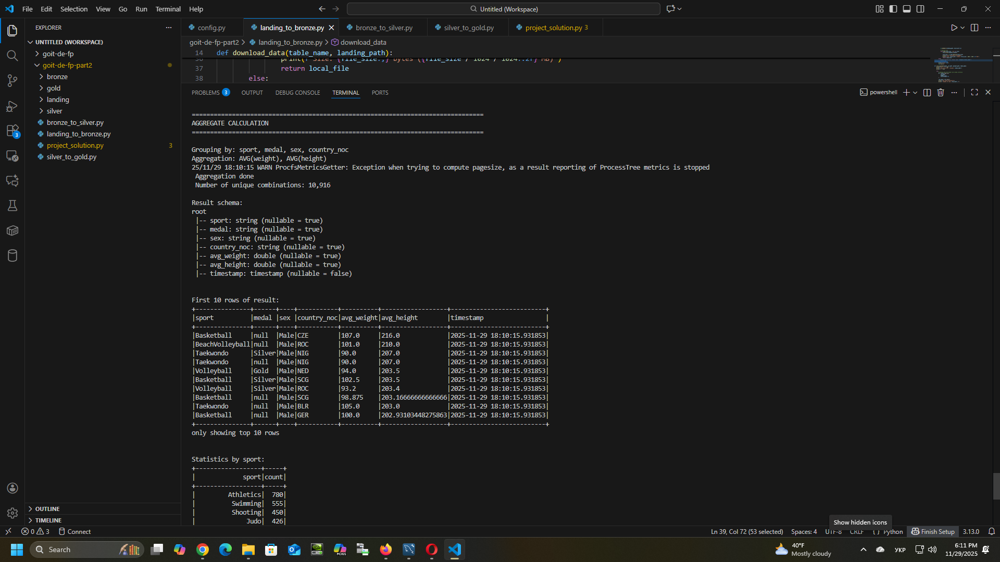 File Edit Selection View Go Run Terminal Help
Untitled (Workspace)
EXPLORER
UNTITLED (WORKSPACE)
goit-de-fp
goit-de-fp-part2
bronze
gold
landing
silver
bronze_to_silver.py
landing_to_bronze.py
project_solution.py 3
silver_to_gold.py
OUTLINE
TIMELINE
config.py landing_to_bronze.py bronze_to_silver.py silver_to_gold.py project_solution.py 3
goit-de-fp-part2 > landing_to_bronze.py > download_data
14 def download_data(table_name, landing_path):
37 return local_file
38 else:
PROBLEMS 3 OUTPUT DEBUG CONSOLE TERMINAL PORTS
powershell
================================================================================
AGGREGATE CALCULATION
================================================================================
Grouping by: sport, medal, sex, country_noc
Aggregation: AVG(weight), AVG(height)
25/11/29 18:10:15 WARN ProcfsMetricsGetter: Exception when trying to compute pagesize, as a result reporting of ProcessTree metrics is stopped
Aggregation done
Number of unique combinations: 10,916
Result schema:
root
|-- sport: string (nullable = true)
|-- medal: string (nullable = true)
|-- sex: string (nullable = true)
|-- country_noc: string (nullable = true)
|-- avg_weight: double (nullable = true)
|-- avg_height: double (nullable = true)
|-- timestamp: timestamp (nullable = false)
First 10 rows of result:
+---------------+------+----+-----------+----------+------------------+--------------------------+
|sport          |medal |sex |country_noc|avg_weight|avg_height        |timestamp                 |
+---------------+------+----+-----------+----------+------------------+--------------------------+
|Basketball     |null  |Male|CZE        |107.0     |216.0             |2025-11-29 18:10:15.931853|
|BeachVolleyball|null  |Male|ROC        |101.0     |210.0             |2025-11-29 18:10:15.931853|
|Taekwondo      |Silver|Male|NIG        |90.0      |207.0             |2025-11-29 18:10:15.931853|
|Taekwondo      |null  |Male|NIG        |90.0      |207.0             |2025-11-29 18:10:15.931853|
|Volleyball     |Gold  |Male|NED        |94.0      |203.5             |2025-11-29 18:10:15.931853|
|Basketball     |Silver|Male|SCG        |102.5     |203.5             |2025-11-29 18:10:15.931853|
|Volleyball     |Silver|Male|ROC        |93.2      |203.4             |2025-11-29 18:10:15.931853|
|Basketball     |null  |Male|SCG        |98.875    |203.16666666666666|2025-11-29 18:10:15.931853|
|Taekwondo      |null  |Male|BLR        |105.0     |203.0             |2025-11-29 18:10:15.931853|
|Basketball     |null  |Male|GER        |100.0     |202.93103448275863|2025-11-29 18:10:15.931853|
+---------------+------+----+-----------+----------+------------------+--------------------------+
only showing top 10 rows
Statistics by sport:
+------------------+-----+
|             sport|count|
+------------------+-----+
|         Athletics|  780|
|          Swimming|  555|
|          Shooting|  450|
|              Judo|  426|
Show hidden icons
0 3 Connect
Ln 39, Col 72 (53 selected) Spaces: 4 UTF-8 CRLF { } Python Finish Setup 3.13.0
Search
M365
40°F
Mostly cloudy
УКР
6:11 PM
11/29/2025